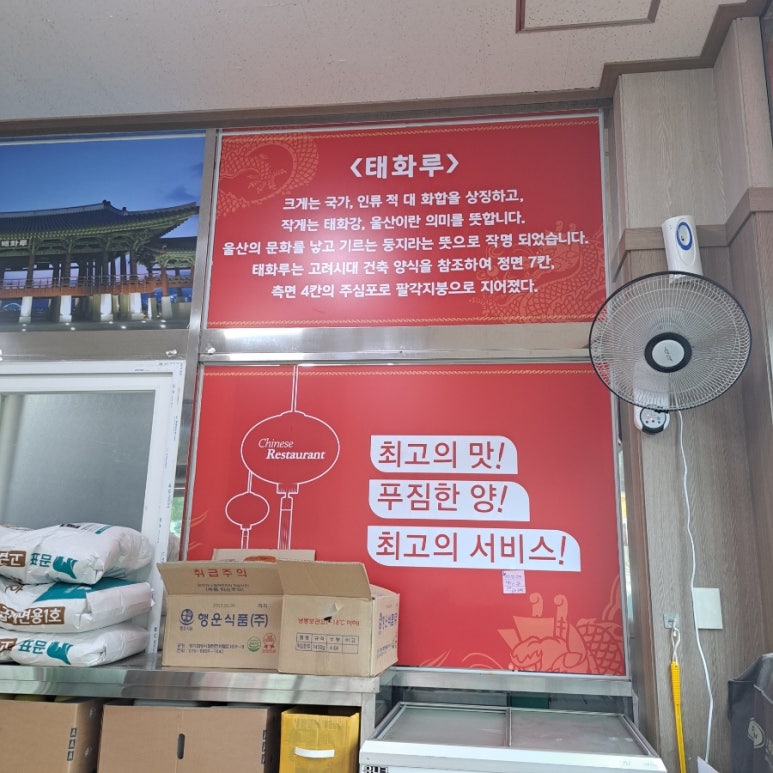 <태화루>
크게는 국가, 인류 적 대 화합을 상징하고,
작게는 태화강, 울산이란 의미를 뜻합니다.
울산의 문화를 낳고 기르는 둥지라는 뜻으로 작명 되었습니다.
태화루는 고려시대 건축 양식을 참조하여 정면 7칸,
측면 4칸의 주심포로 팔각지붕으로 지어졌다.
Chinese
Restaurant
최고의 맛!
푸짐한 양!
최고의 서비스!
취급주의
행운식품(주)